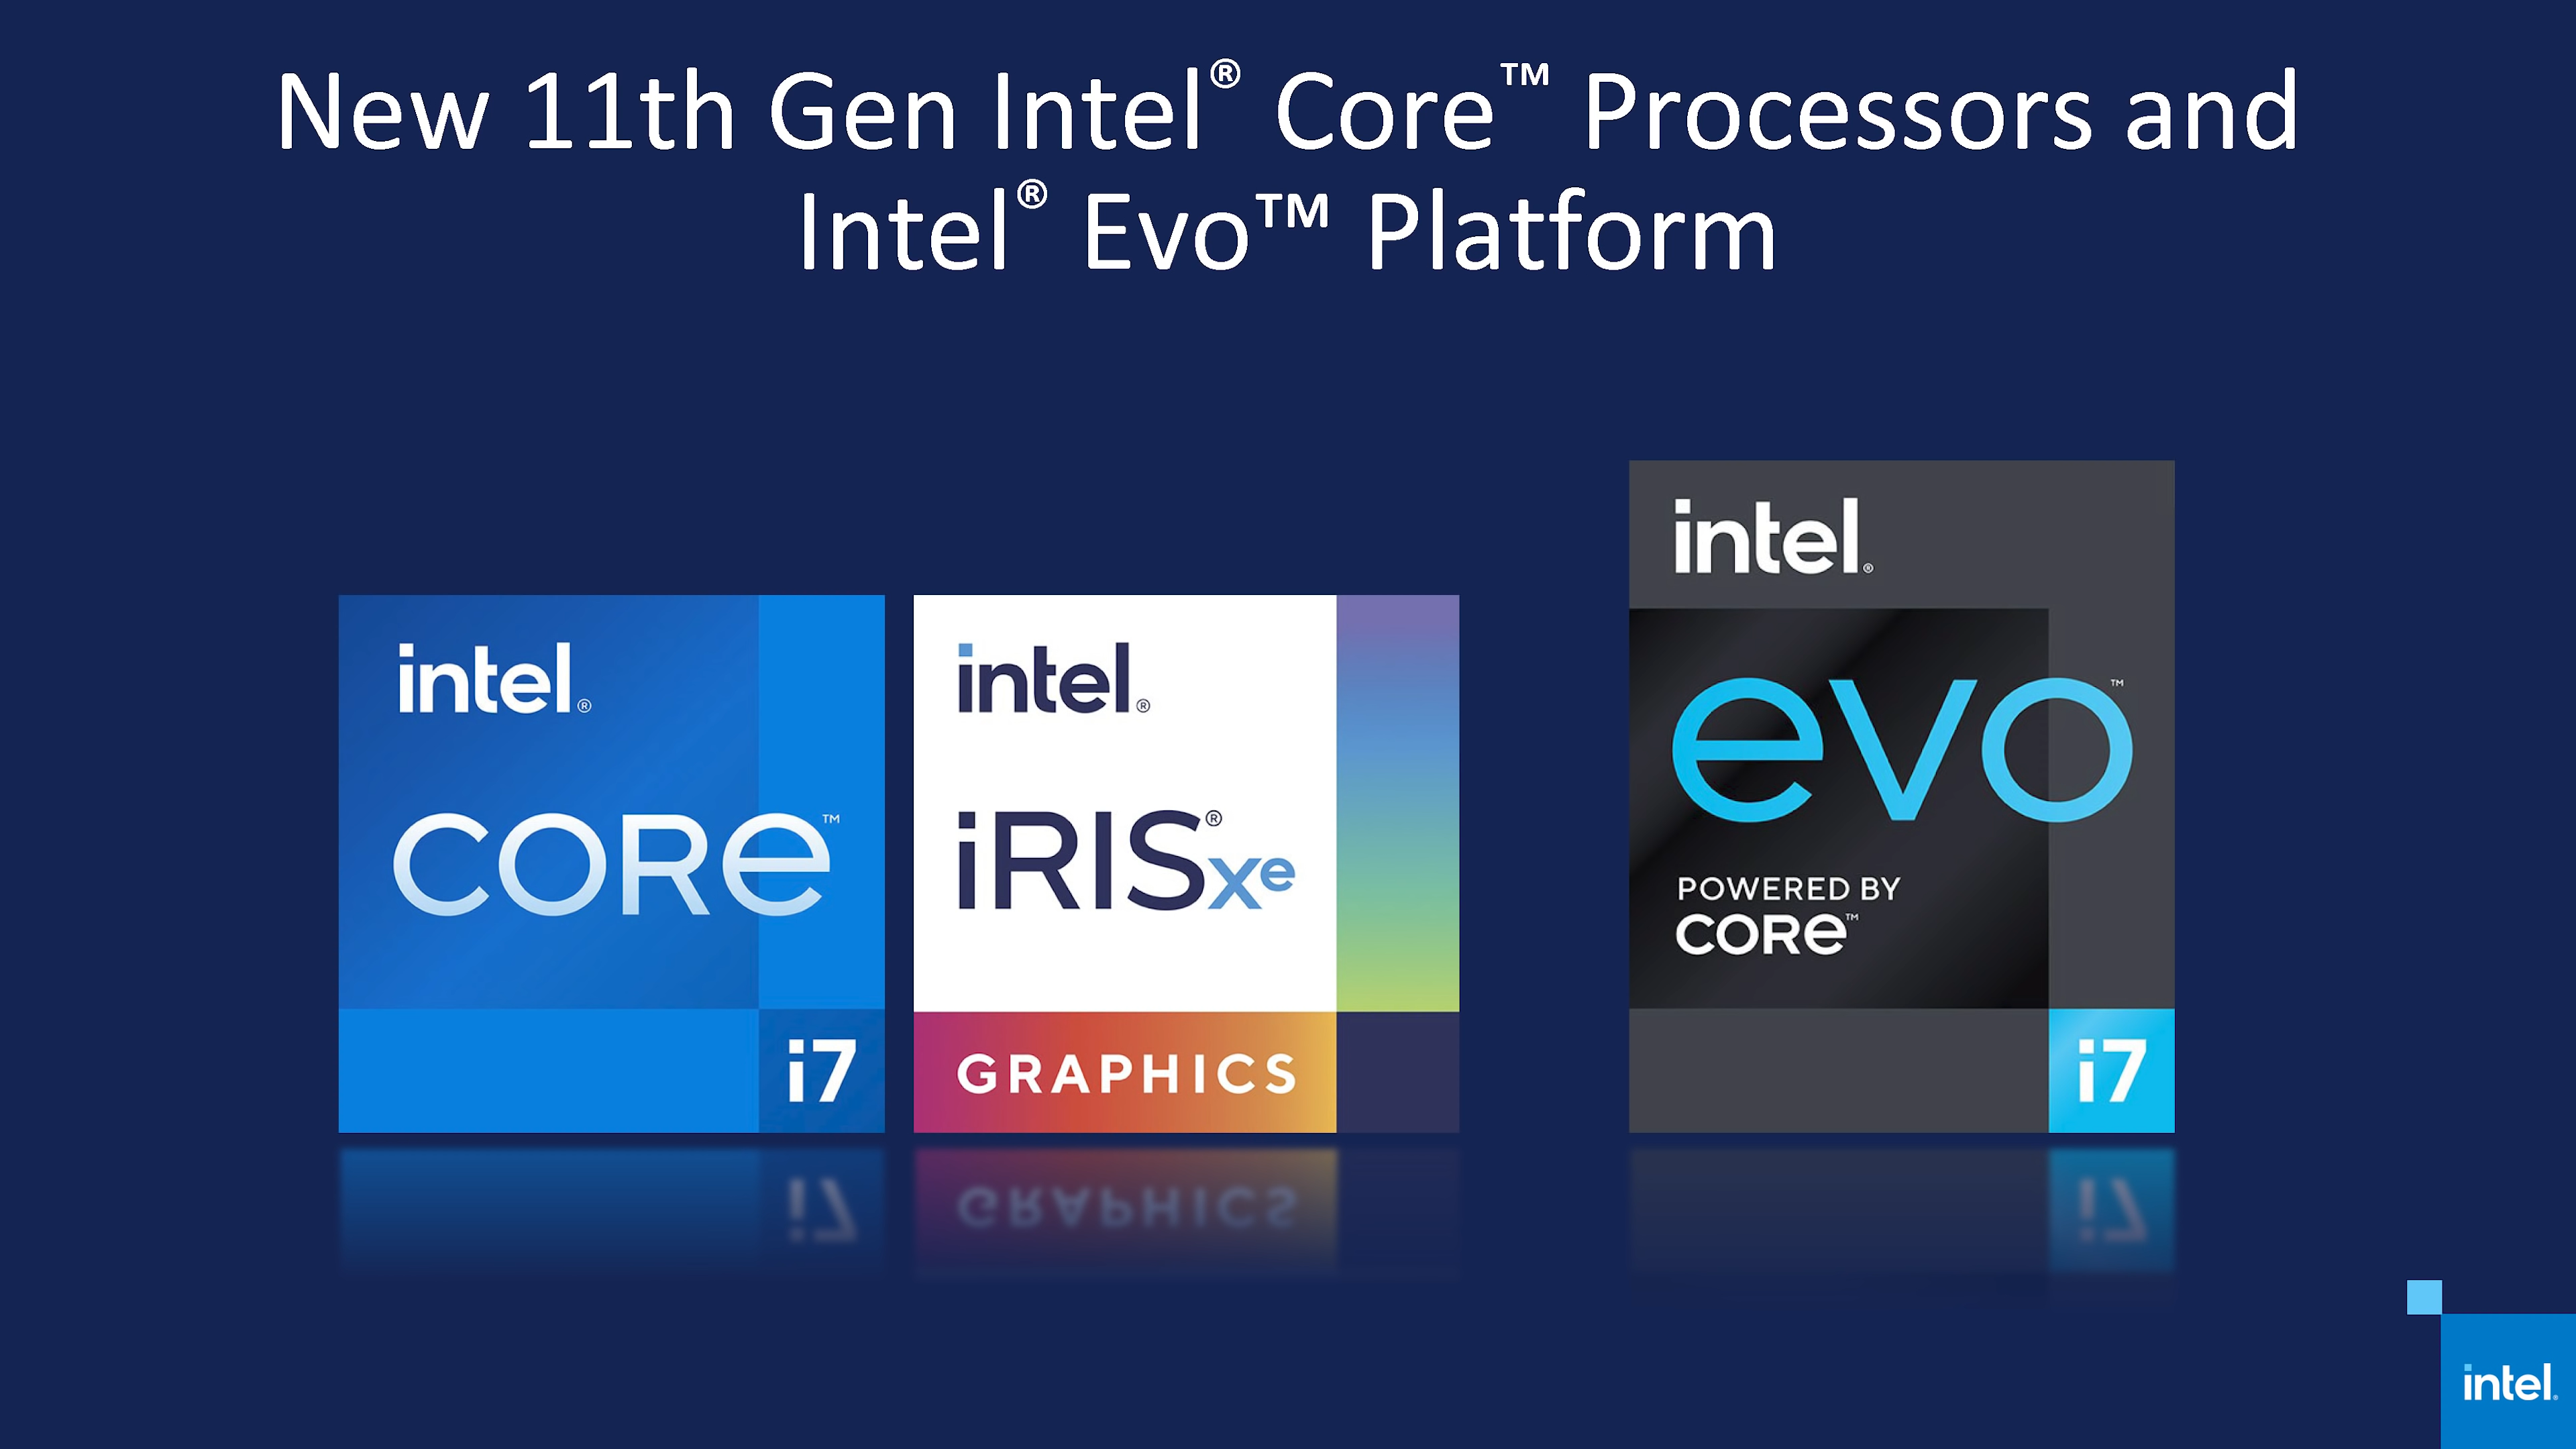 New 11th Gen Intel® Core™ Processors and
Intel® Evo™ Platform
intel®
CORe™
i7
intel®
iRIS®xe
GRAPHICS
intel®
evo™
POWERED BY
CORe™
i7
intel®